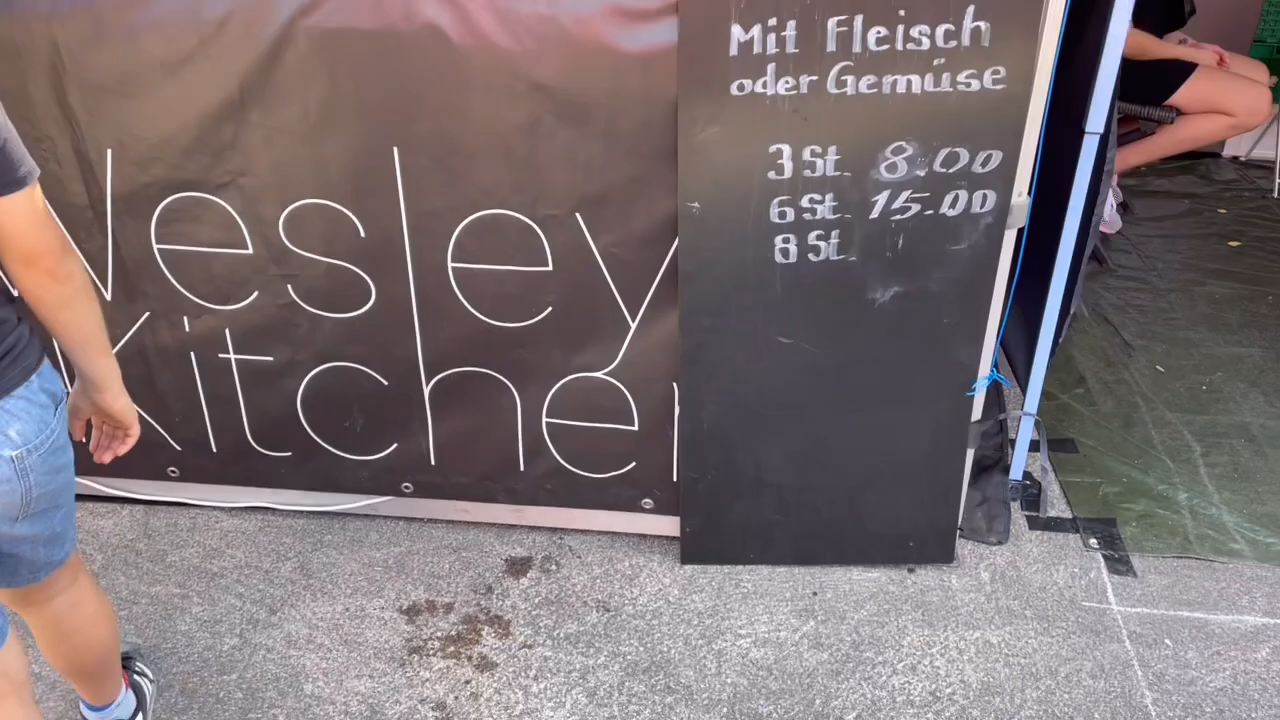 Wesley
Kitchen
Mit Fleisch
oder Gemüse
3 St. 8.00
6 St. 15.00
8 St.